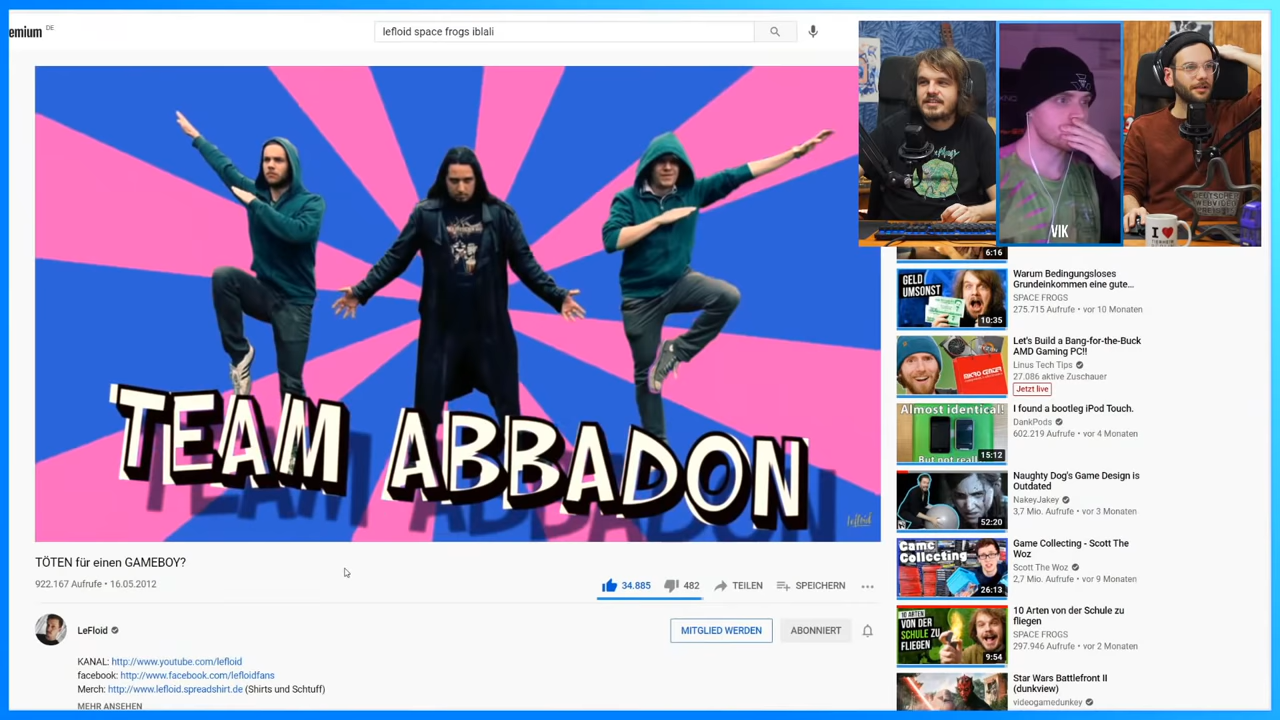 emium DE
lefloid space frogs iblali
VIK
I ❤
TEAM ABBADON
lefloid
6:16
GELD
UMSONST
10:35
Warum Bedingungsloses
Grundeinkommen eine gute...
SPACE FROGS
275.715 Aufrufe • vor 10 Monaten
Let's Build a Bang-for-the-Buck
AMD Gaming PC!!
Linus Tech Tips
27.086 aktive Zuschauer
Jetzt live
Almost identical!
But not reall
15:12
I found a bootleg iPod Touch.
DankPods
602.219 Aufrufe • vor 4 Monaten
52:20
Naughty Dog's Game Design is
Outdated
NakeyJakey
3,7 Mio. Aufrufe • vor 3 Monaten
Game
Collecting
26:13
Game Collecting - Scott The
Woz
Scott The Woz
2,7 Mio. Aufrufe • vor 9 Monaten
10 ARTEN
VON DER
SCHULE ZU
FLIEGEN
9:54
10 Arten von der Schule zu
fliegen
SPACE FROGS
297.946 Aufrufe • vor 2 Monaten
Star Wars Battlefront II
(dunkview)
videogamedunkey
TÖTEN für einen GAMEBOY?
922.167 Aufrufe • 16.05.2012
34.885 482 TEILEN SPEICHERN
LeFloid
MITGLIED WERDEN ABONNIERT
KANAL: http://www.youtube.com/lefloid
facebook: http://www.facebook.com/lefloidfans
Merch: http://www.lefloid.spreadshirt.de (Shirts und Schtuff)
MEHR ANSEHEN